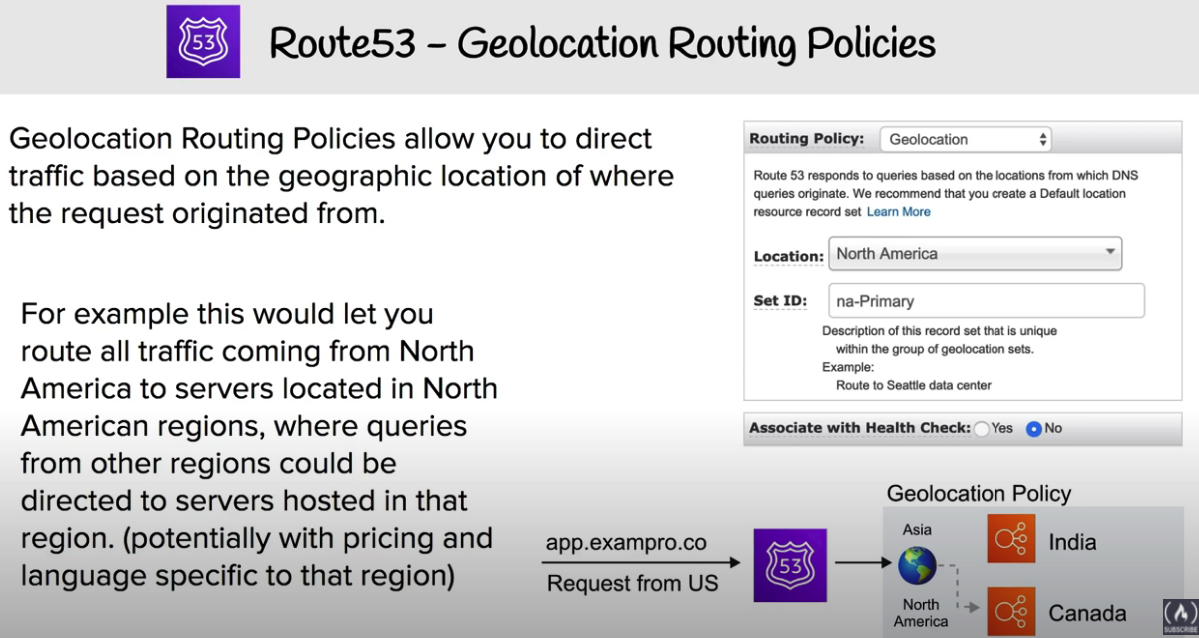 53
Route53 – Geolocation Routing Policies
Geolocation Routing Policies allow you to direct
traffic based on the geographic location of where
the request originated from.
For example this would let you
route all traffic coming from North
America to servers located in North
American regions, where queries
from other regions could be
directed to servers hosted in that
region. (potentially with pricing and
language specific to that region)
Routing Policy: Geolocation
Route 53 responds to queries based on the locations from which DNS
queries originate. We recommend that you create a Default location
resource record set Learn More
Location: North America
Set ID: na-Primary
Description of this record set that is unique
within the group of geolocation sets.
Example:
Route to Seattle data center
Associate with Health Check: Yes No
app.exampro.co
Request from US
53
Geolocation Policy
Asia
India
North
America
Canada
SUBSCRIBE